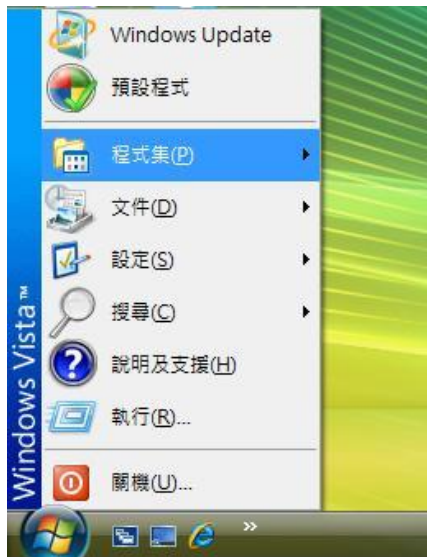 Windows Update
預設程式
程式集(P)
文件(D)
設定(S)
搜尋(C)
說明及支援(H)
執行(R)...
關機(U)...
Windows Vista™